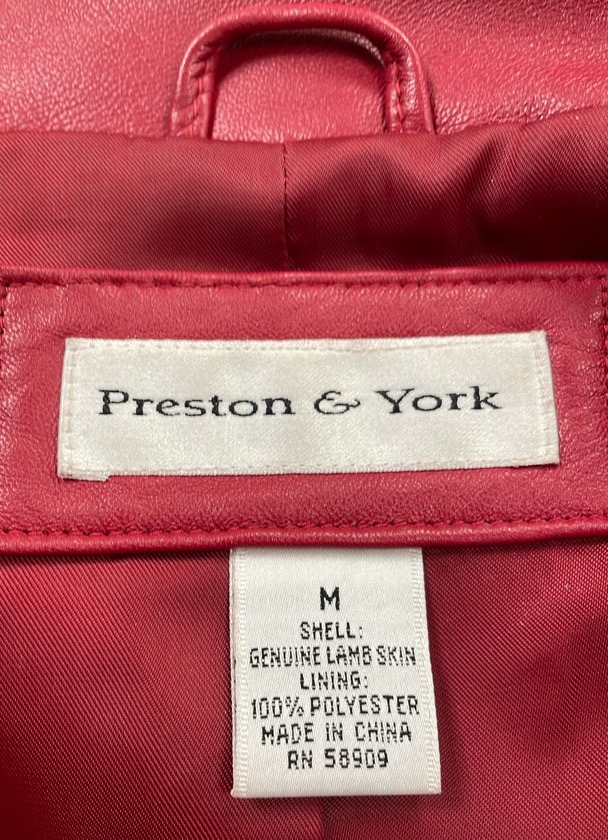 Preston & York
M
SHELL:
GENUINE LAMB SKIN
LINING:
100% POLYESTER
MADE IN CHINA
RN 58909